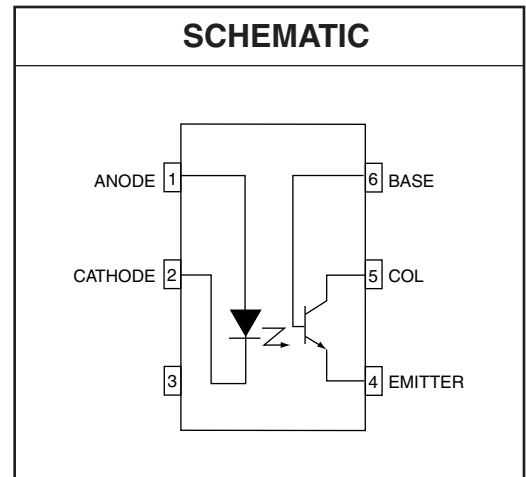 SCHEMATIC
ANODE 1
6 BASE
CATHODE 2
5 COL
3
4 EMITTER